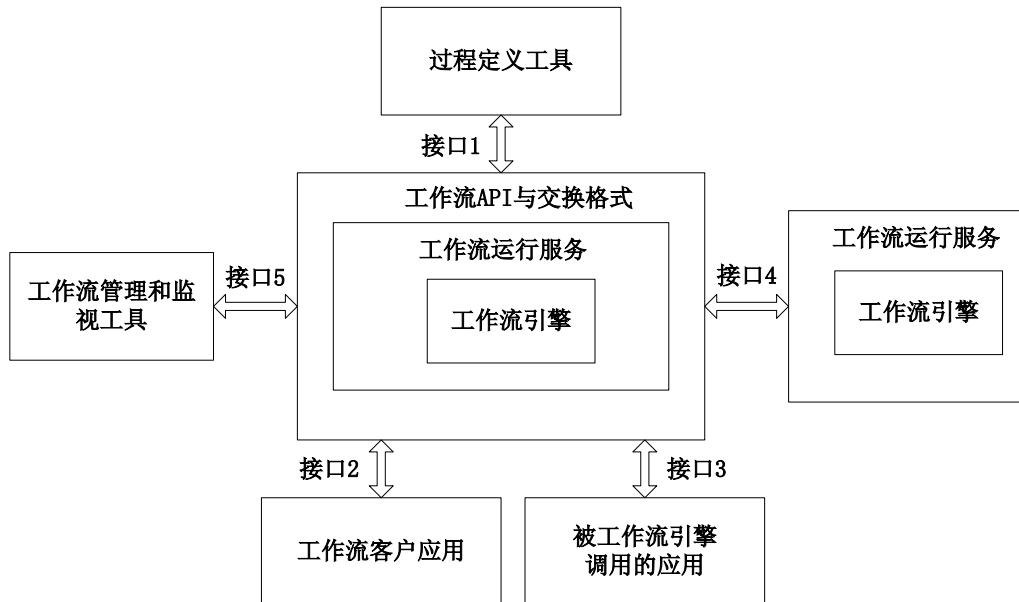 过程定义工具
接口1
工作流API与交换格式
工作流运行服务
工作流引擎
接口5
工作流管理和监
视工具
接口4
工作流运行服务
工作流引擎
接口2
接口3
工作流客户应用
被工作流引擎
调用的应用